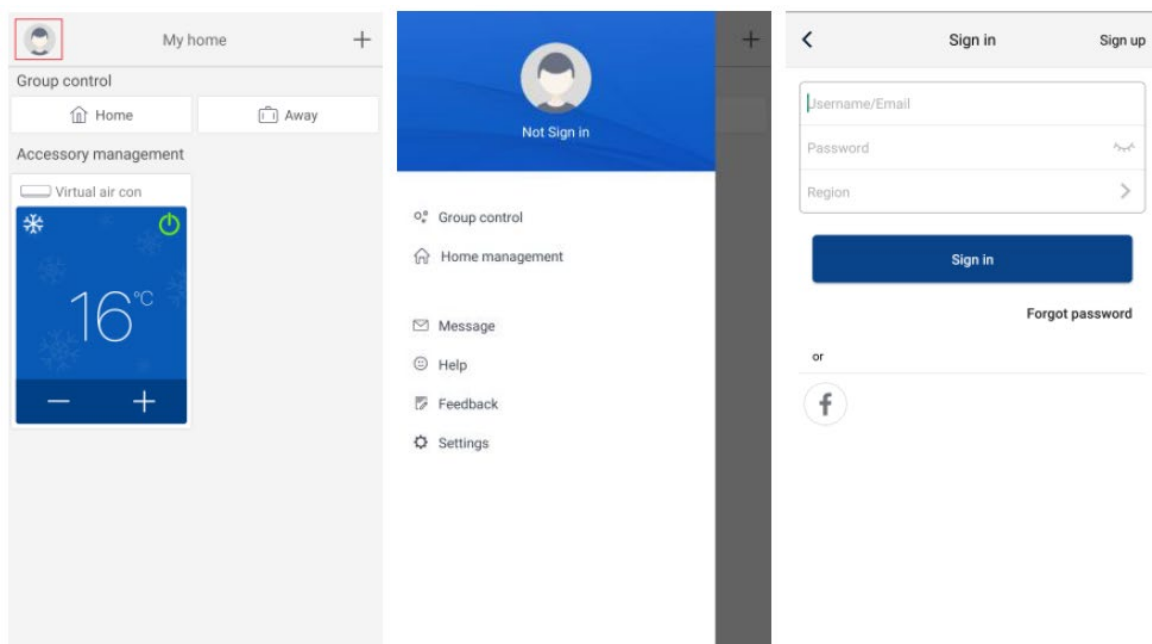 My home
+
Group control
Home
Away
Accessory management
Virtual air con
16°C
− +
Not Sign in
Group control
Home management
Message
Help
Feedback
Settings
+
Sign in
Sign up
Username/Email
Password
Region
Sign in
Forgot password
or
f